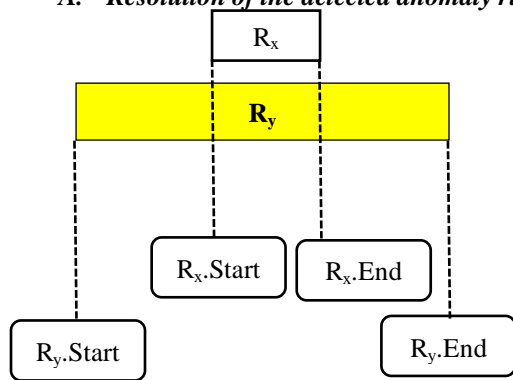 A. Resolution of the detected anomaly
Rx
Ry
Rx.Start
Rx.End
Ry.Start
Ry.End